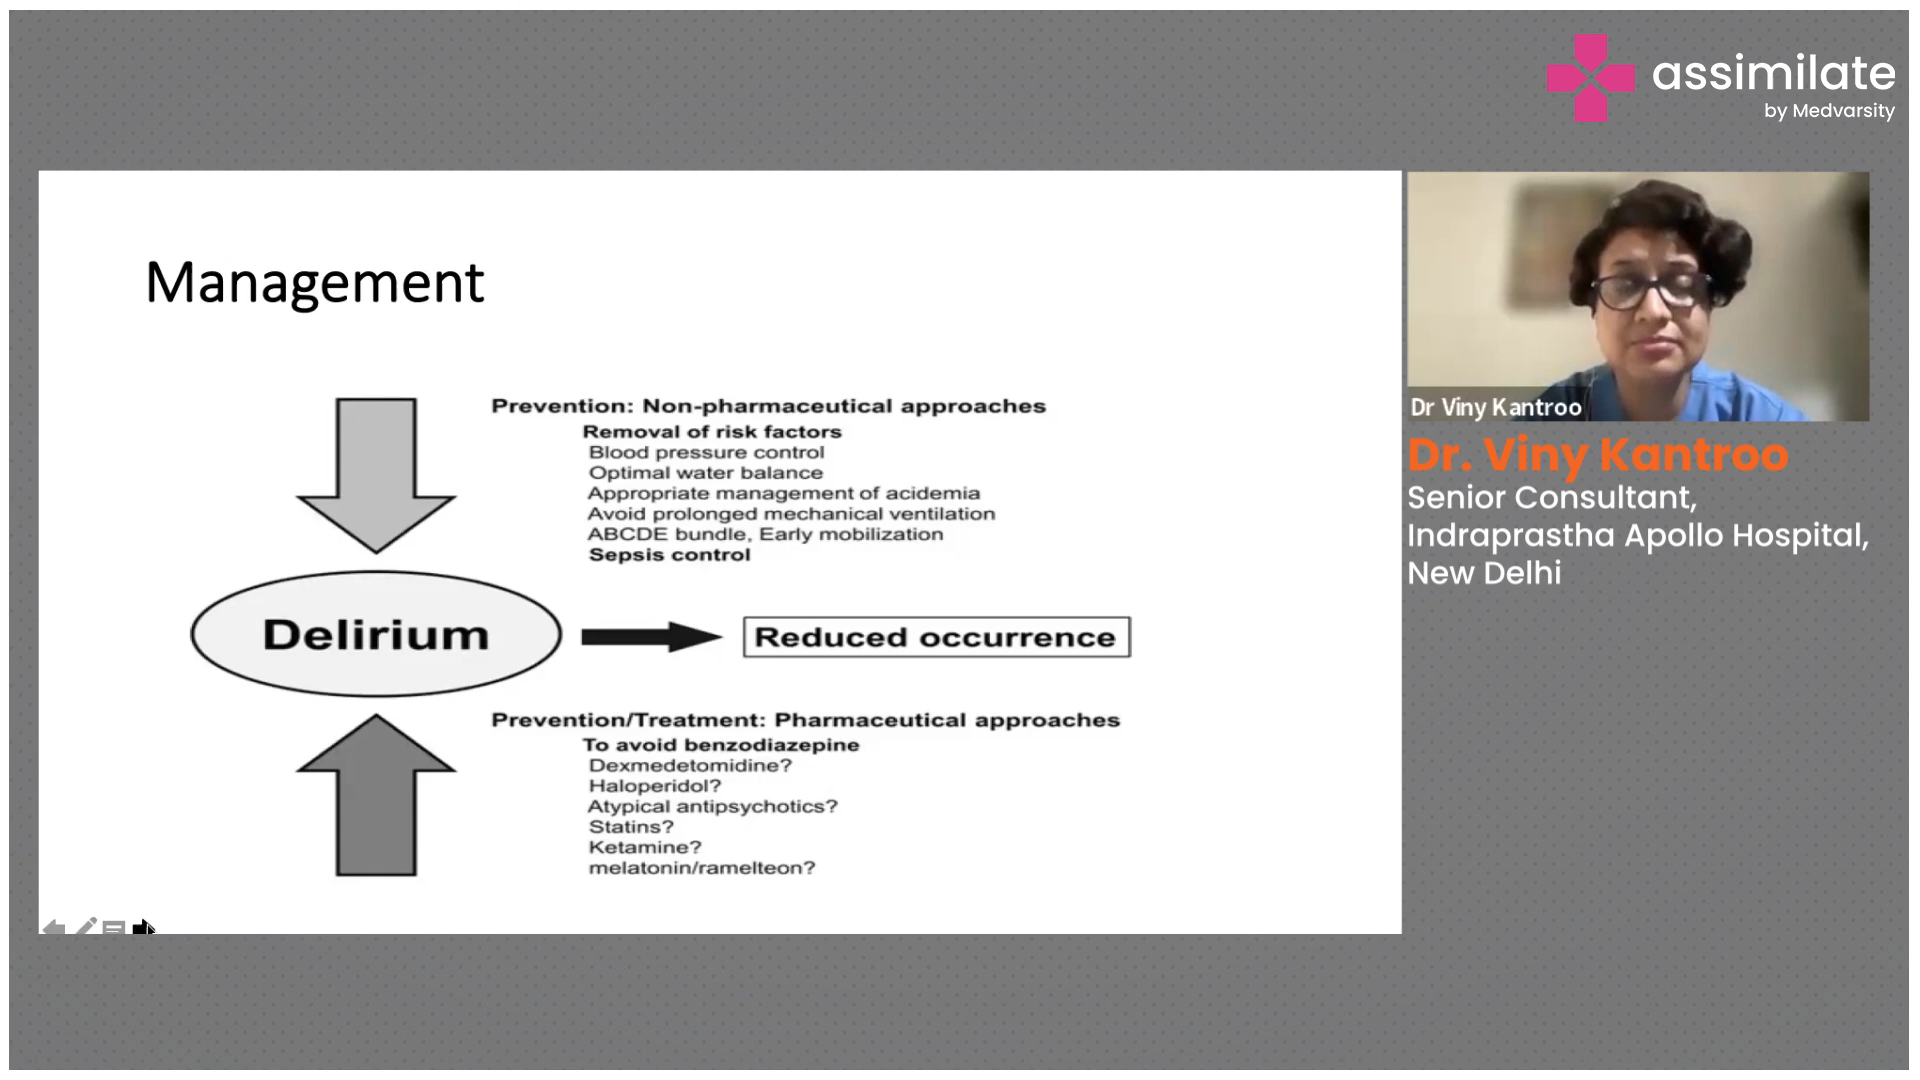 assimilate
by Medvarsity
Management
Prevention: Non-pharmaceutical approaches
Removal of risk factors
Blood pressure control
Optimal water balance
Appropriate management of acidemia
Avoid prolonged mechanical ventilation
ABCDE bundle, Early mobilization
Sepsis control
Delirium
Reduced occurrence
Prevention/Treatment: Pharmaceutical approaches
To avoid benzodiazepine
Dexmedetomidine?
Haloperidol?
Atypical antipsychotics?
Statins?
Ketamine?
melatonin/ramelteon?
Dr Viny Kantroo
Dr. Viny Kantroo
Senior Consultant,
Indraprastha Apollo Hospital,
New Delhi